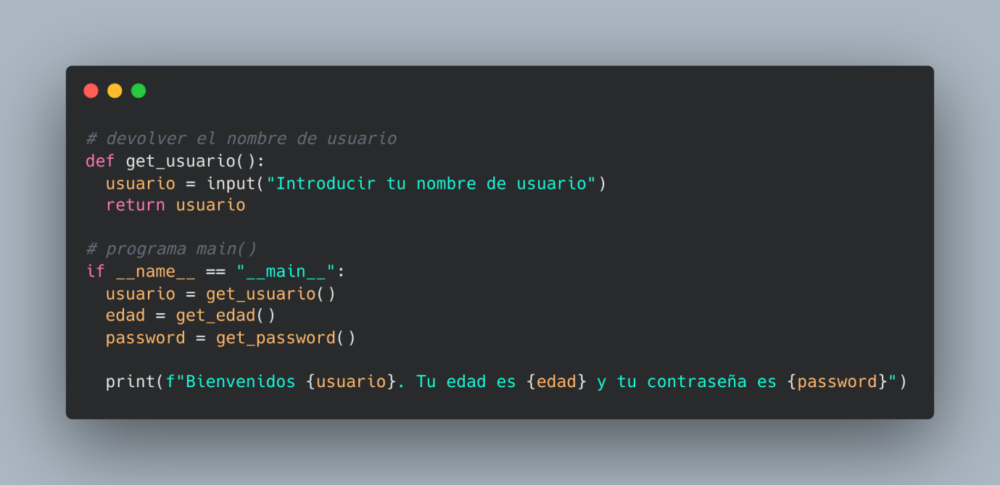 # devolver el nombre de usuario
def get_usuario():
  usuario = input("Introducir tu nombre de usuario")
  return usuario

# programa main()
if __name__ == "__main__":
  usuario = get_usuario()
  edad = get_edad()
  password = get_password()

  print(f"Bienvenidos {usuario}. Tu edad es {edad} y tu contraseña es {password}")